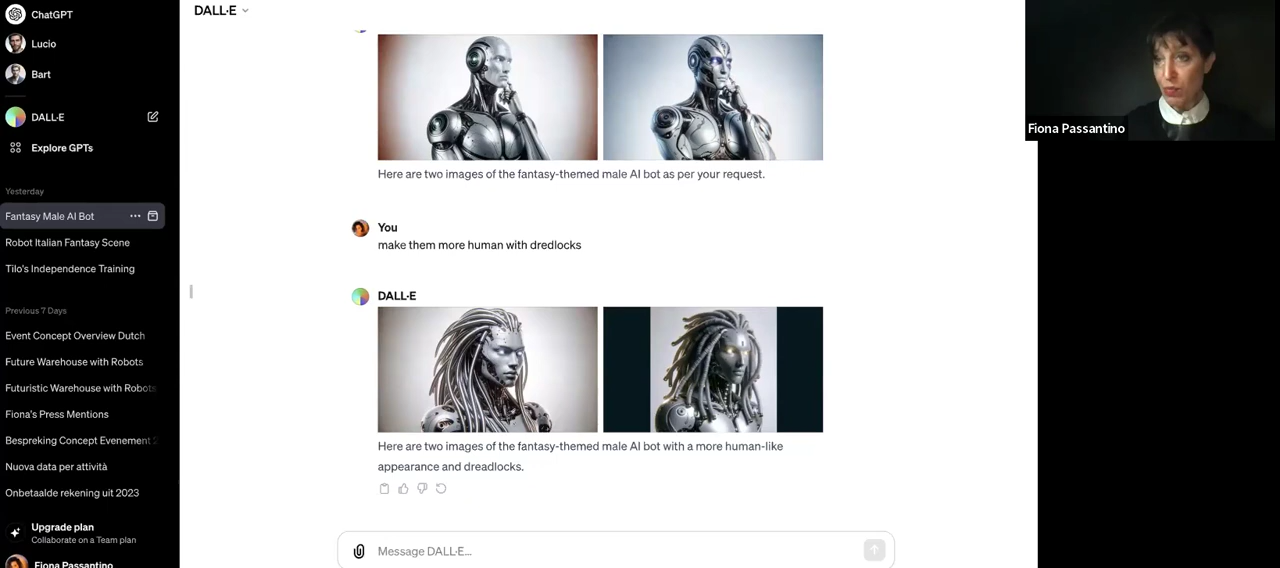 ChatGPT
Lucio
Bart
DALL·E
Explore GPTs
Yesterday
Fantasy Male AI Bot
Robot Italian Fantasy Scene
Tilo's Independence Training
Previous 7 Days
Event Concept Overview Dutch
Future Warehouse with Robots
Futuristic Warehouse with Robots
Fiona's Press Mentions
Bespreking Concept Evenement 2
Nuova data per attività
Onbetaalde rekening uit 2023
Upgrade plan
Collaborate on a Team plan
Fiona Passantino
DALL·E
Here are two images of the fantasy-themed male AI bot as per your request.
You
make them more human with dredlocks
DALL·E
Here are two images of the fantasy-themed male AI bot with a more human-like
appearance and dreadlocks.
Message DALL·E...
Fiona Passantino